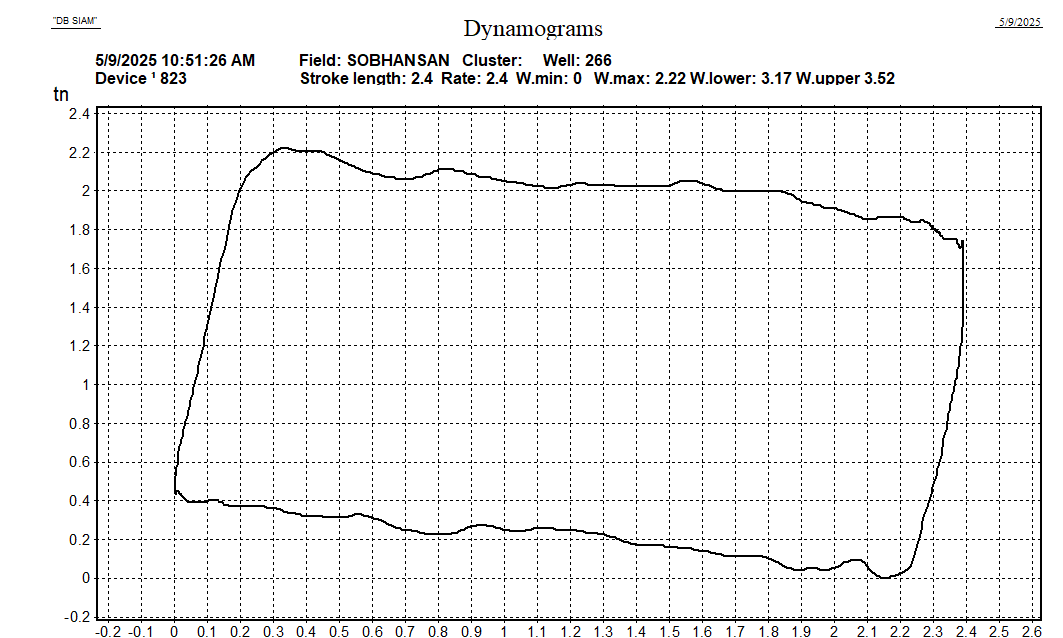 "DB SIAM"
5/9/2025
Dynamograms
5/9/2025 10:51:26 AM Field: SOBHANSAN Cluster: Well: 266
Device ¹ 823 Stroke length: 2.4 Rate: 2.4 W.min: 0 W.max: 2.22 W.lower: 3.17 W.upper 3.52
tn
2.4
2.2
2
1.8
1.6
1.4
1.2
1
0.8
0.6
0.4
0.2
0
-0.2
-0.2 -0.1 0 0.1 0.2 0.3 0.4 0.5 0.6 0.7 0.8 0.9 1 1.1 1.2 1.3 1.4 1.5 1.6 1.7 1.8 1.9 2 2.1 2.2 2.3 2.4 2.5 2.6